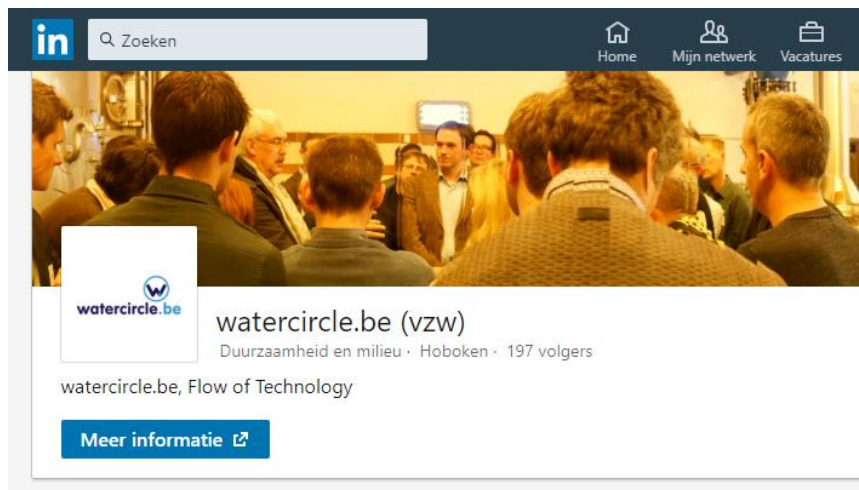 in
Zoeken
Home
Mijn netwerk
Vacatures
watercircle.be
watercircle.be (vzw)
Duurzaamheid en milieu · Hoboken · 197 volgers
watercircle.be, Flow of Technology
Meer informatie